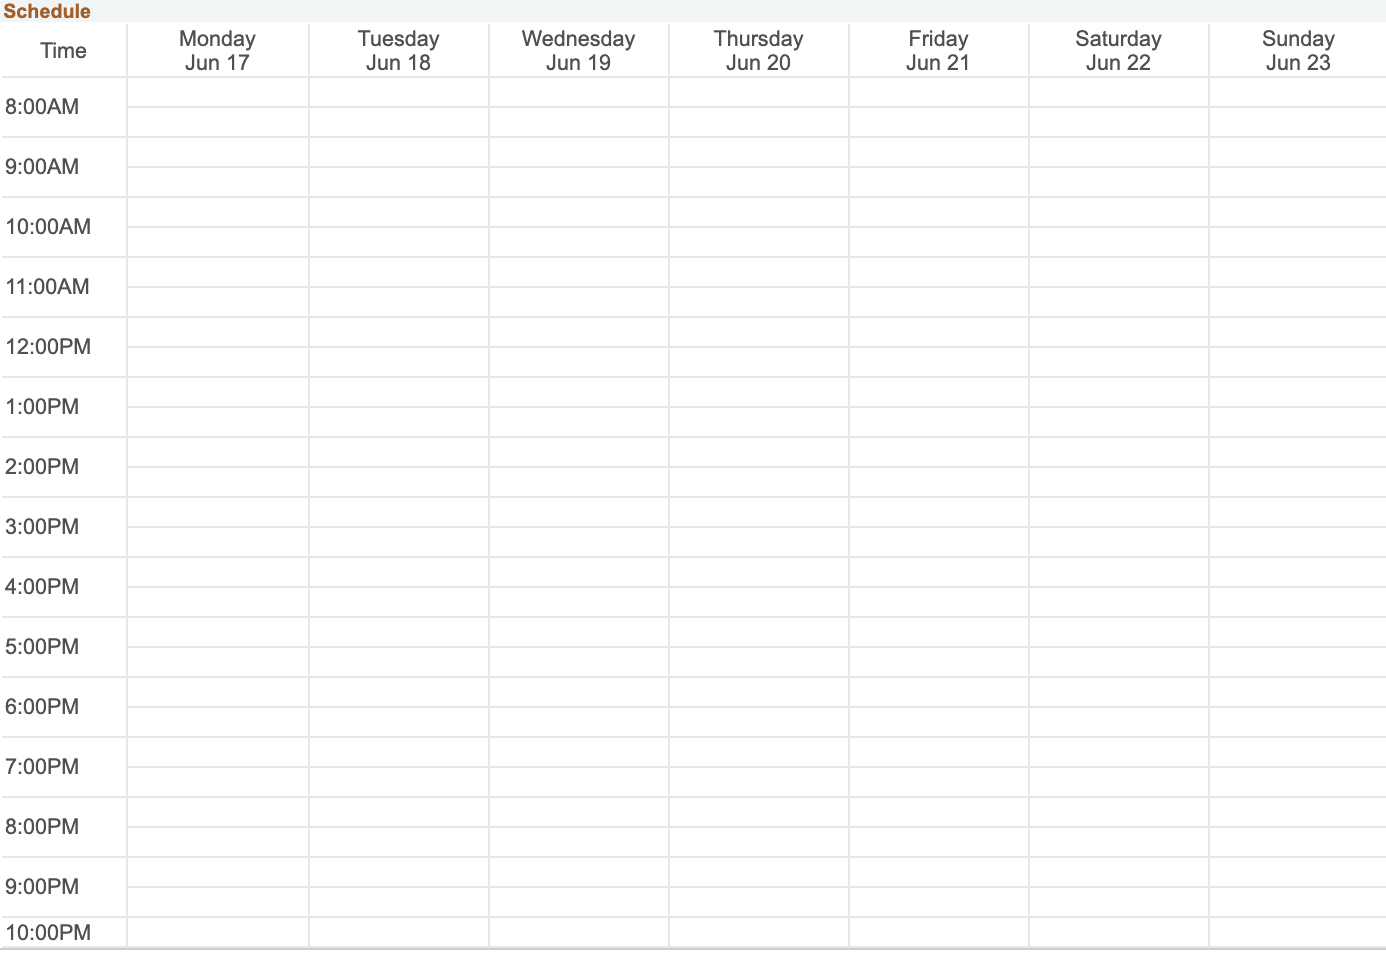 Schedule
Time Monday Tuesday Wednesday Thursday Friday Saturday Sunday
Jun 17 Jun 18 Jun 19 Jun 20 Jun 21 Jun 22 Jun 23
8:00AM
9:00AM
10:00AM
11:00AM
12:00PM
1:00PM
2:00PM
3:00PM
4:00PM
5:00PM
6:00PM
7:00PM
8:00PM
9:00PM
10:00PM